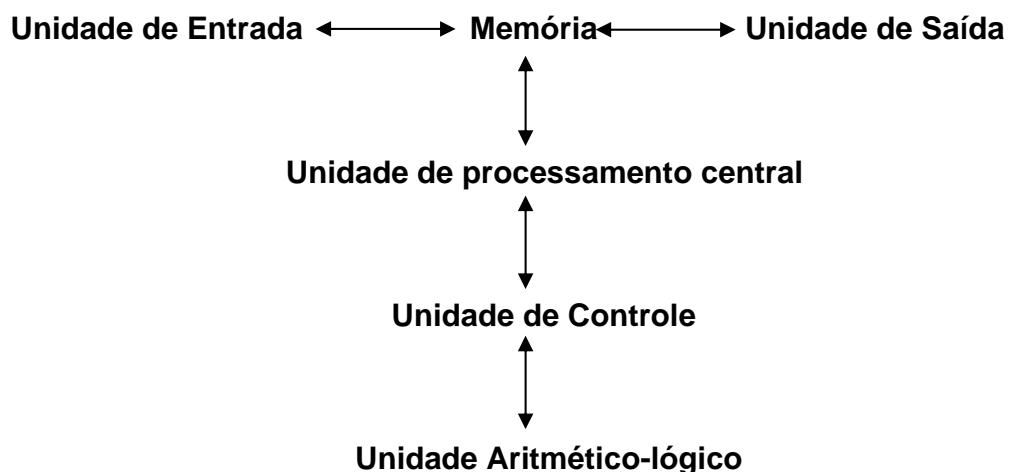 Unidade de Entrada Memória Unidade de Saída
Unidade de processamento central
Unidade de Controle
Unidade Aritmético-lógico